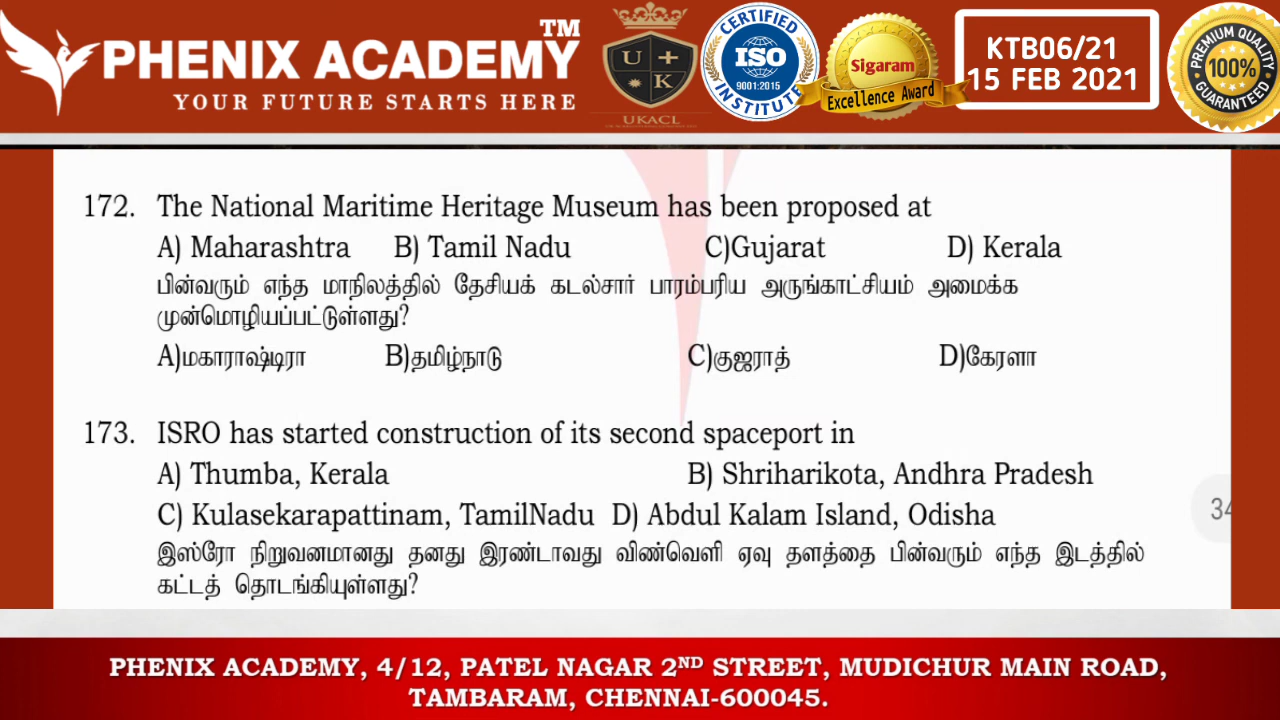 PHENIX ACADEMY TM
YOUR FUTURE STARTS HERE
U + K
UKACL
CERTIFIED
ISO
9001:2015
INSTITUTE
Sigaram
Excellence Award
KTB06/21
15 FEB 2021
PREMIUM QUALITY
100%
GUARANTEED
172. The National Maritime Heritage Museum has been proposed at
A) Maharashtra B) Tamil Nadu C)Gujarat D) Kerala
பின்வரும் எந்த மாநிலத்தில் தேசியக் கடல்சார் பாரம்பரிய அருங்காட்சியம் அமைக்க
முன்மொழியப்பட்டுள்ளது?
A)மகாராஷ்டிரா B)தமிழ்நாடு C)குஜராத் D)கேரளா
173. ISRO has started construction of its second spaceport in
A) Thumba, Kerala B) Shriharikota, Andhra Pradesh
C) Kulasekarapattinam, TamilNadu D) Abdul Kalam Island, Odisha
34
இஸ்ரோ நிறுவனமானது தனது இரண்டாவது விண்வெளி ஏவு தளத்தை பின்வரும் எந்த இடத்தில்
கட்டத் தொடங்கியுள்ளது?
PHENIX ACADEMY, 4/12, PATEL NAGAR 2ND STREET, MUDICHUR MAIN ROAD,
TAMBARAM, CHENNAI-600045.